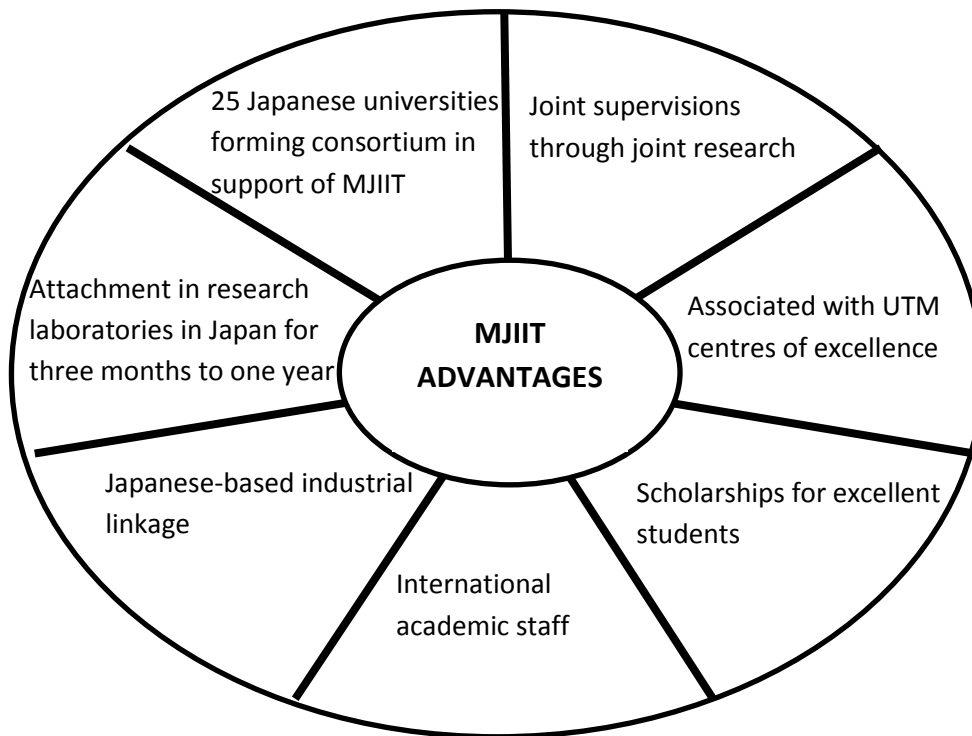 25 Japanese universities
forming consortium in
support of MJIIT
Joint supervisions
through joint research
Attachment in research
laboratories in Japan for
three months to one year
MJIIT
ADVANTAGES
Associated with UTM
centres of excellence
Japanese-based industrial
linkage
Scholarships for excellent
students
International
academic staff